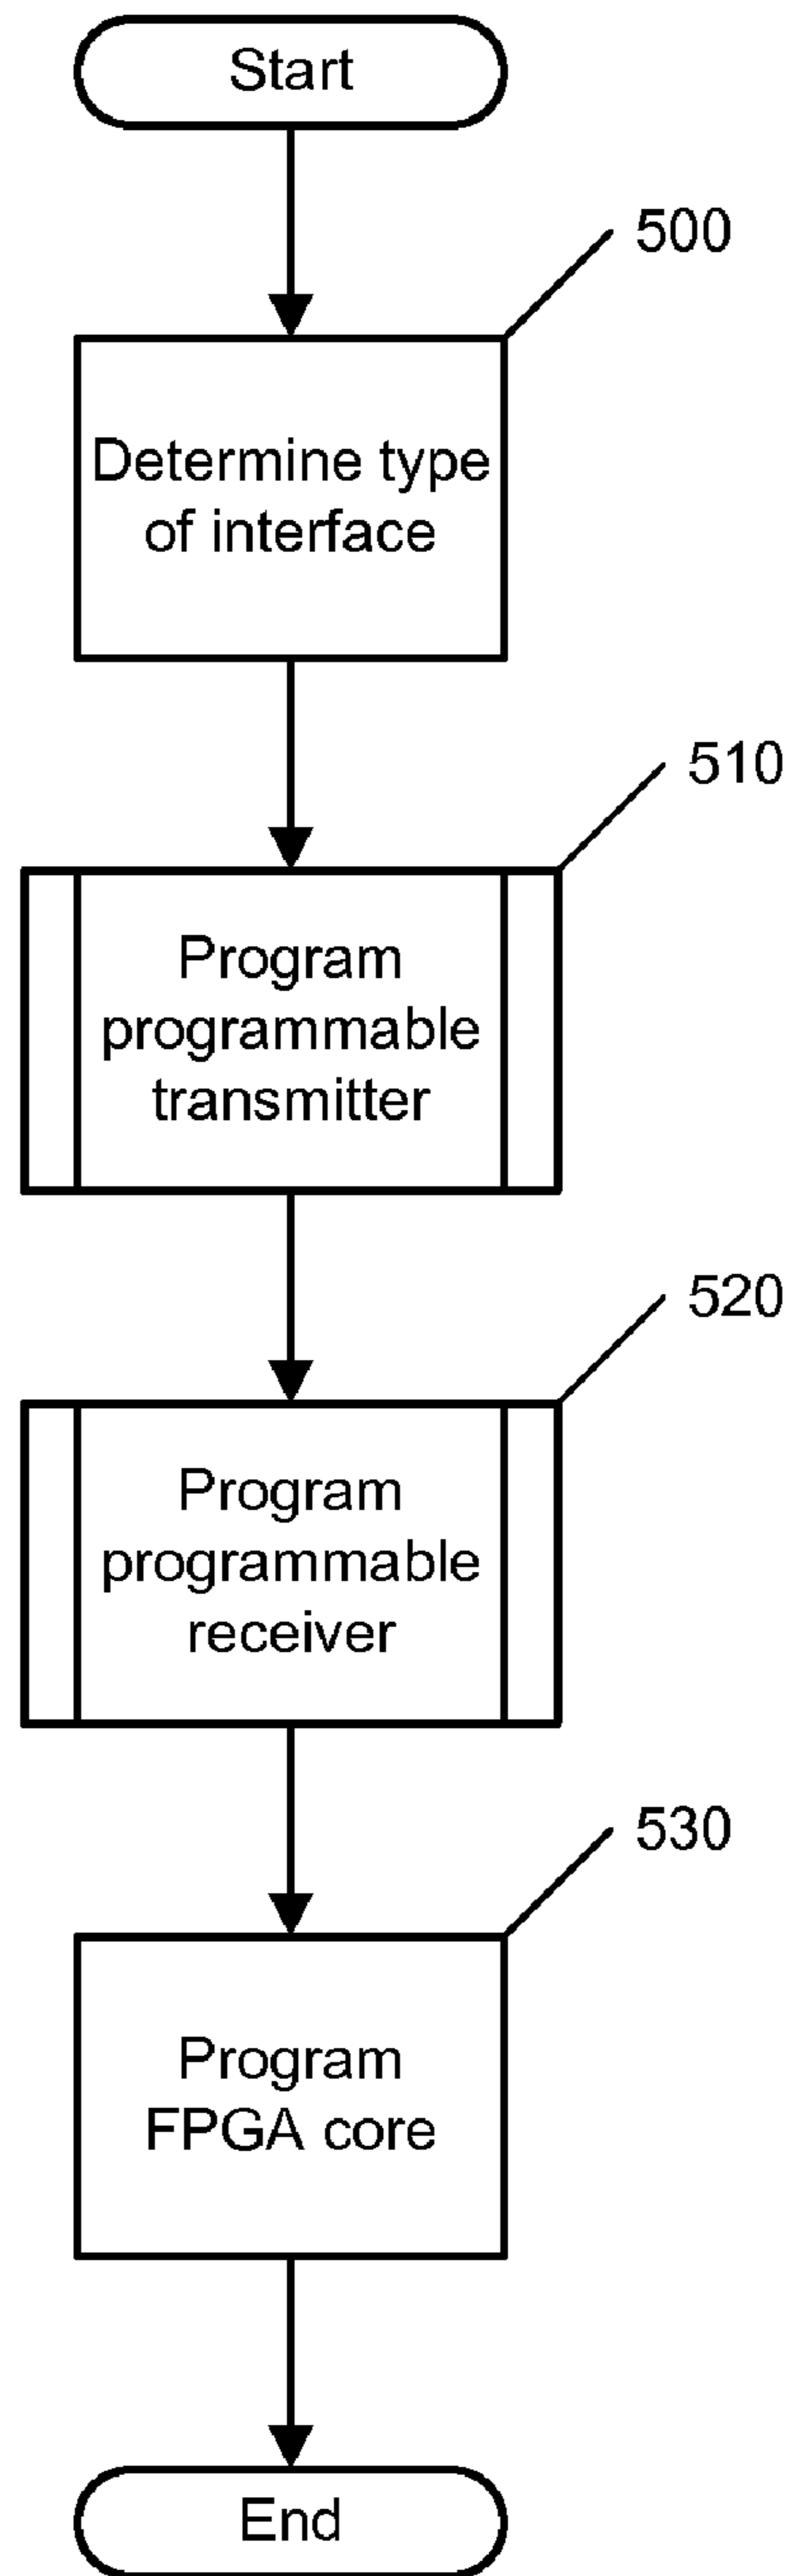 Start
500
Determine type
of interface
510
Program
programmable
transmitter
520
Program
programmable
receiver
530
Program
FPGA core
End